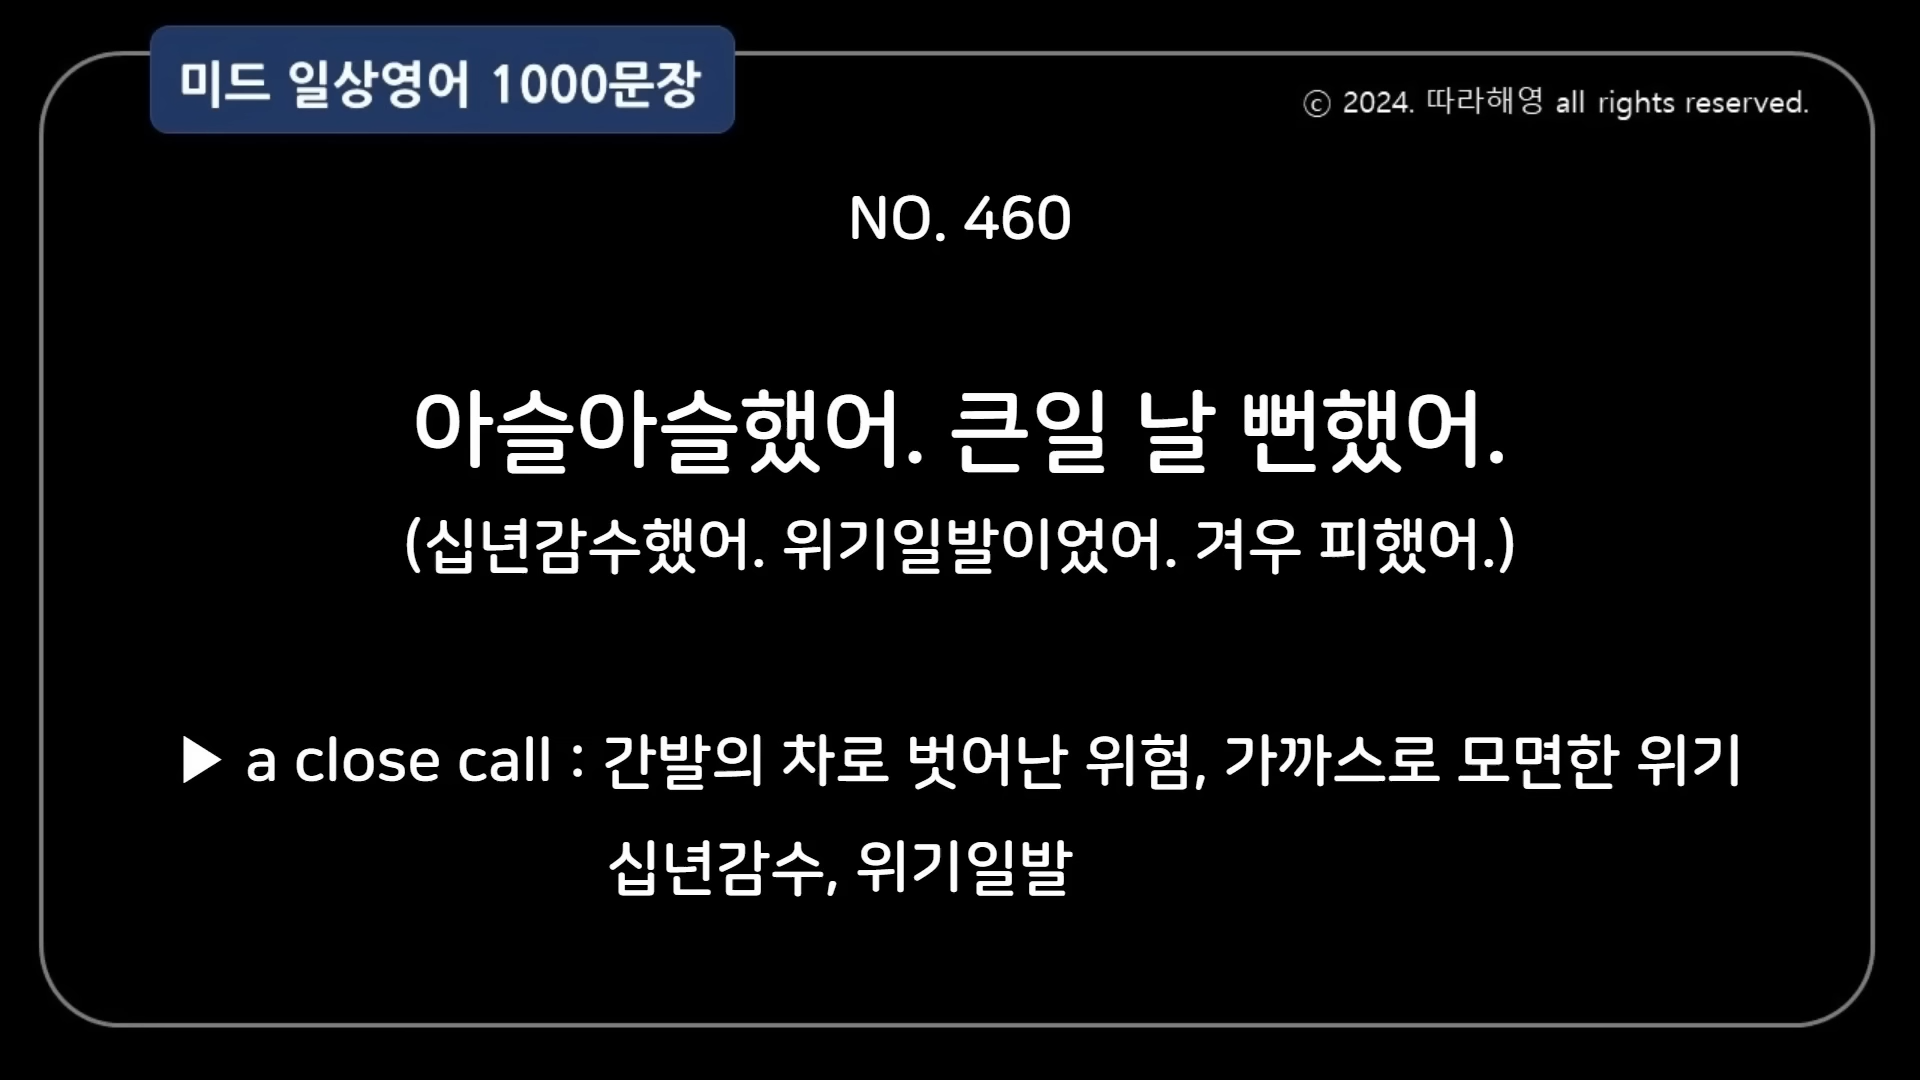 미드 일상영어 1000문장
ⓒ 2024. 따라해영 all rights reserved.
NO. 460
아슬아슬했어. 큰일 날 뻔했어.
(십년감수했어. 위기일발이었어. 겨우 피했어.)
▶ a close call : 간발의 차로 벗어난 위험, 가까스로 모면한 위기
십년감수, 위기일발